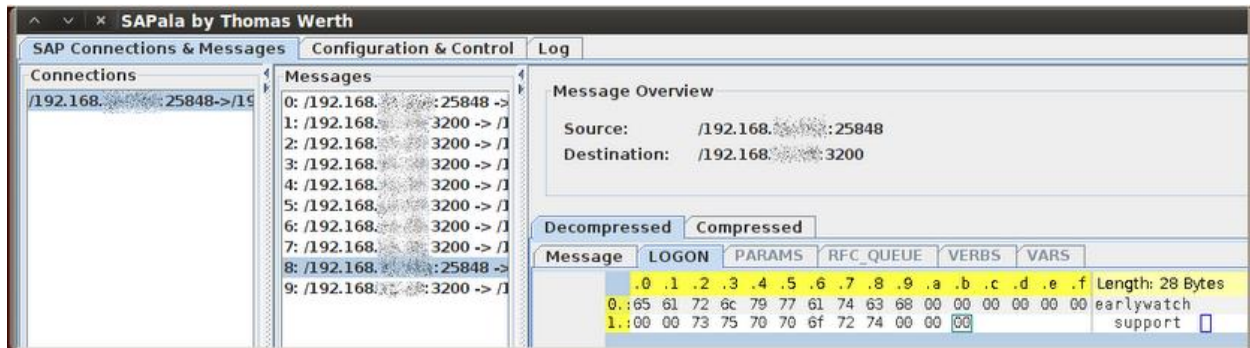 SAPala by Thomas Werth
SAP Connections & Messages Configuration & Control Log
Connections
/192.168. :25848->/19
Messages
0: /192.168. :25848 ->
1: /192.168. 3200 -> /1
2: /192.168. 3200 -> /1
3: /192.168. 3200 -> /1
4: /192.168. 3200 -> /1
5: /192.168. 3200 -> /1
6: /192.168. 3200 -> /1
7: /192.168. 3200 -> /1
8: /192.168. :25848 ->
9: /192.168. 3200 -> /1
Message Overview
Source: /192.168. :25848
Destination: /192.168. :3200
Decompressed Compressed
Message LOGON PARAMS RFC_QUEUE VERBS VARS
.0 .1 .2 .3 .4 .5 .6 .7 .8 .9 .a .b .c .d .e .f Length: 28 Bytes
0.:65 61 72 6c 79 77 61 74 63 68 00 00 00 00 00 00 earlywatch
1.:00 00 73 75 70 70 6f 72 74 00 00 00 support